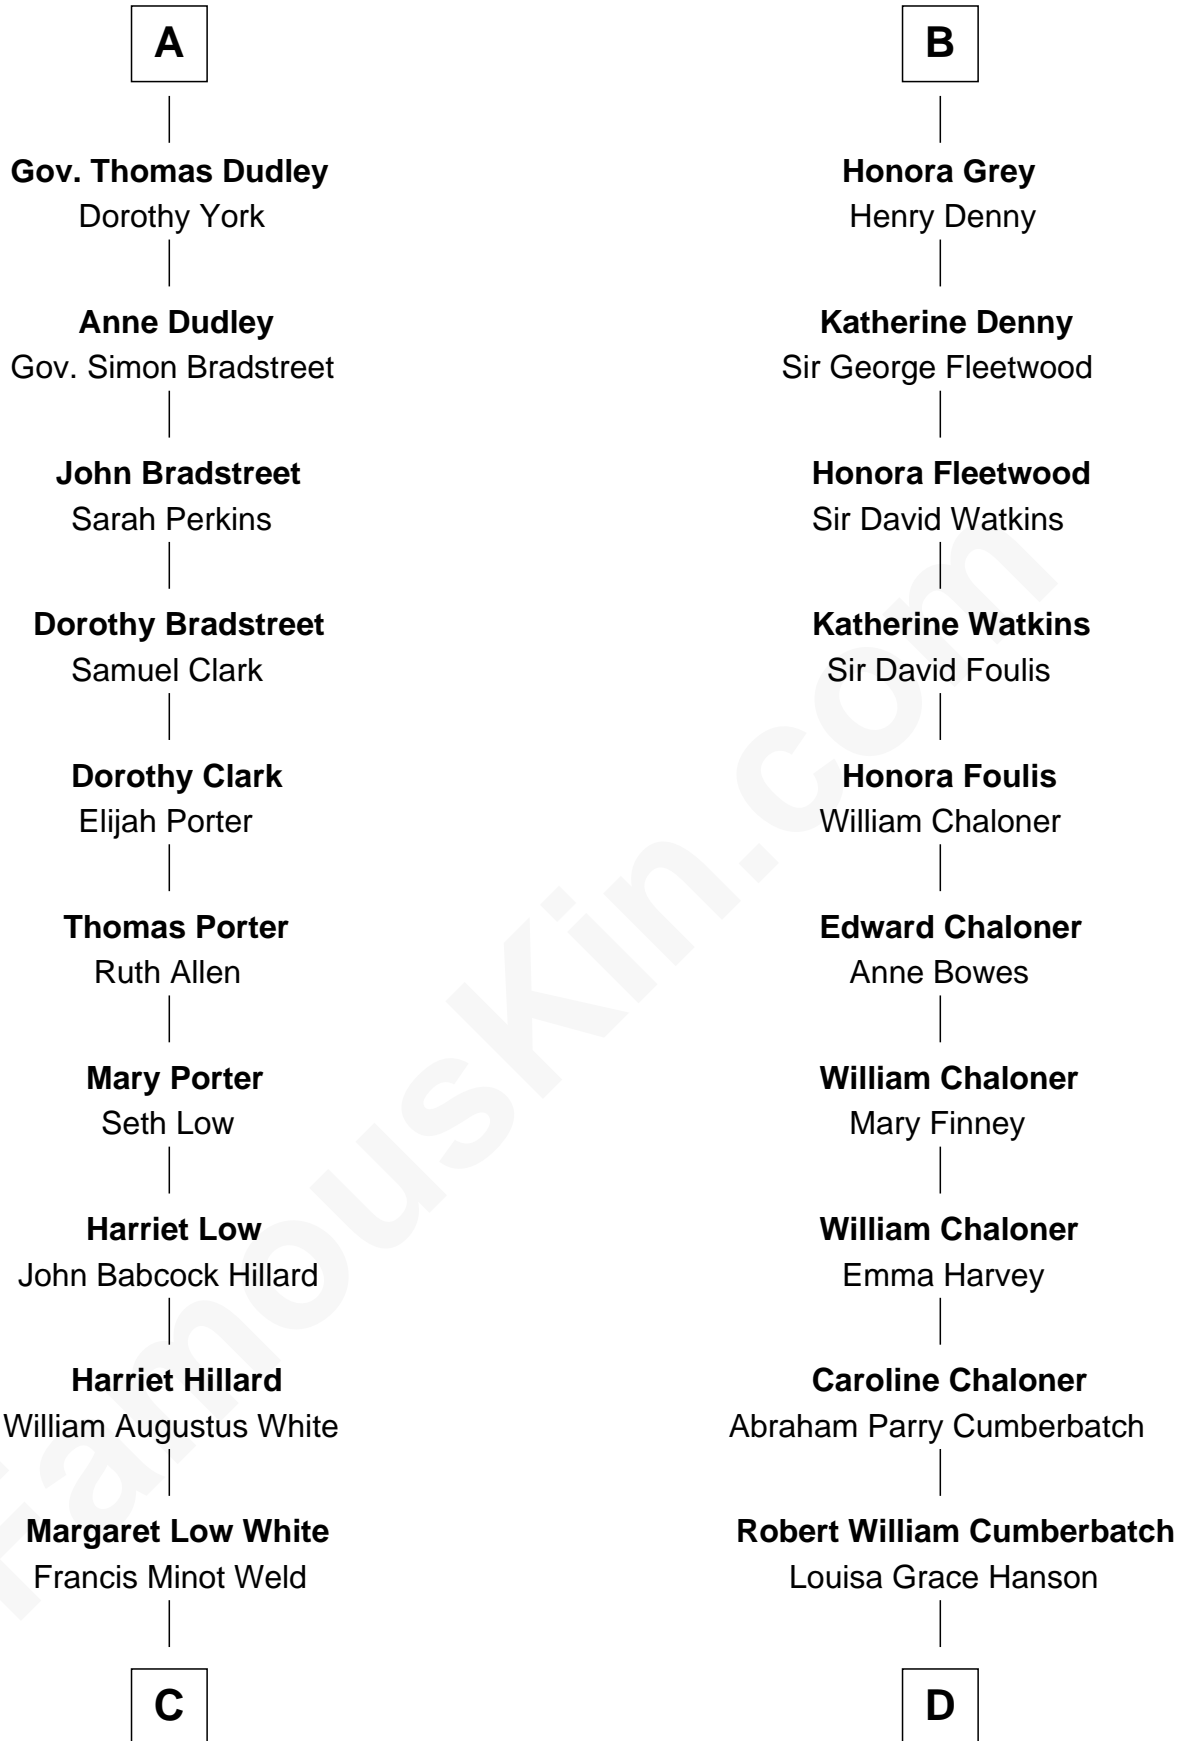 A
Gov. Thomas Dudley
Dorothy York
Anne Dudley
Gov. Simon Bradstreet
John Bradstreet
Sarah Perkins
Dorothy Bradstreet
Samuel Clark
Dorothy Clark
Elijah Porter
Thomas Porter
Ruth Allen
Mary Porter
Seth Low
Harriet Low
John Babcock Hillard
Harriet Hillard
William Augustus White
Margaret Low White
Francis Minot Weld
C
B
Honora Grey
Henry Denny
Katherine Denny
Sir George Fleetwood
Honora Fleetwood
Sir David Watkins
Katherine Watkins
Sir David Foulis
Honora Foulis
William Chaloner
Edward Chaloner
Anne Bowes
William Chaloner
Mary Finney
William Chaloner
Emma Harvey
Caroline Chaloner
Abraham Parry Cumberbatch
Robert William Cumberbatch
Louisa Grace Hanson
D
FamousKin.com